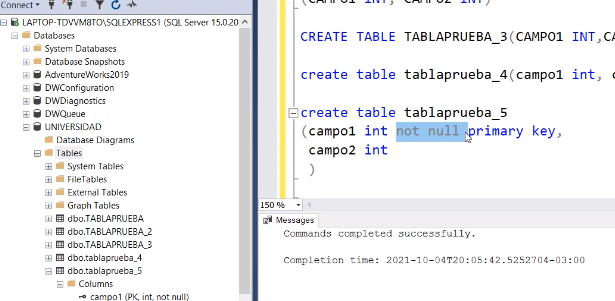 Connect
LAPTOP-TDVVM8TO\SQLEXPRESS1 (SQL Server 15.0.20
Databases
System Databases
Database Snapshots
AdventureWorks2019
DWConfiguration
DWDiagnostics
DWQueue
UNIVERSIDAD
Database Diagrams
Tables
System Tables
FileTables
External Tables
Graph Tables
dbo.TABLAPRUEBA
dbo.TABLAPRUEBA_2
dbo.TABLAPRUEBA_3
dbo.tablaprueba_4
dbo.tablaprueba_5
Columns
campo1 (PK, int, not null)
(CAMPO1 INT, CAMPO2 INT)
CREATE TABLE TABLAPRUEBA_3(CAMPO1 INT,CA
create table tablaprueba_4(campo1 int, c
create table tablaprueba_5
(campo1 int not null primary key,
campo2 int
)
150 %
Messages
Commands completed successfully.
Completion time: 2021-10-04T20:05:42.5252704-03:00